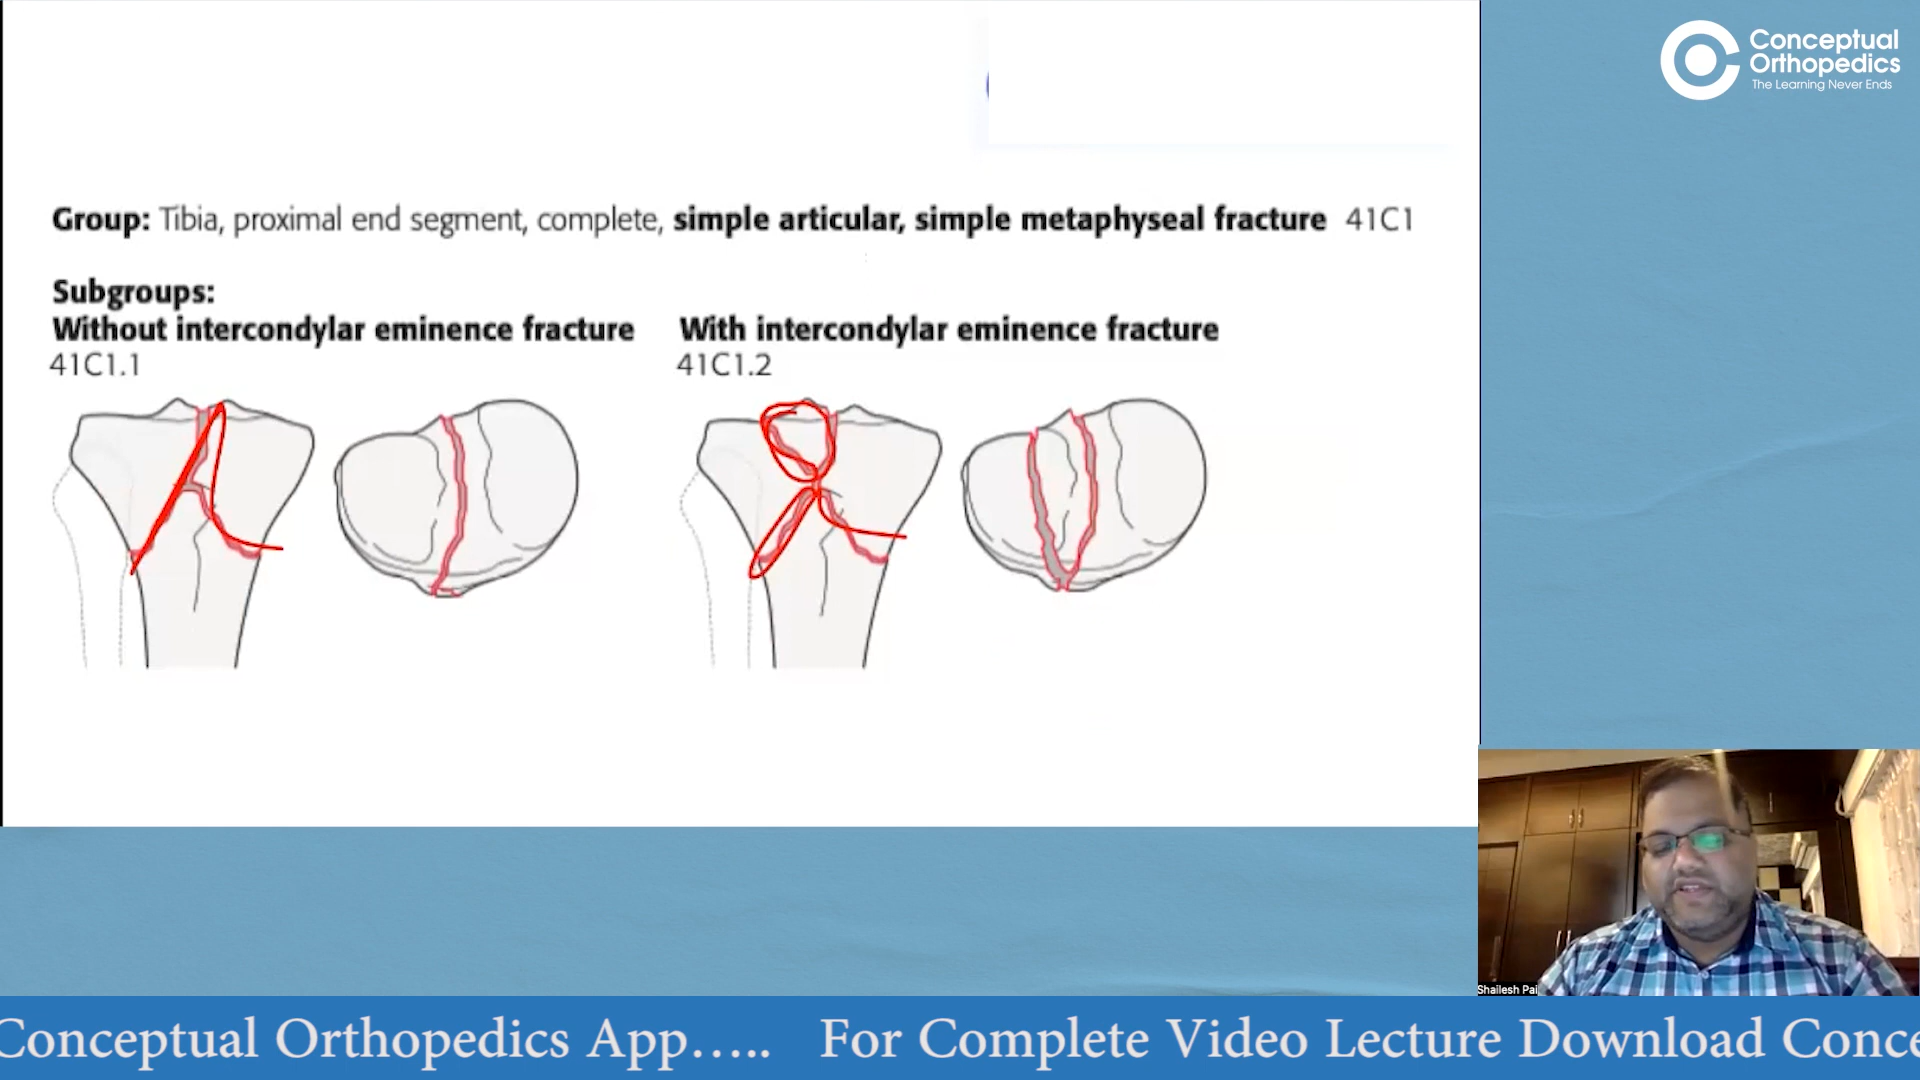 Conceptual
Orthopedics
The Learning Never Ends
Group: Tibia, proximal end segment, complete, simple articular, simple metaphyseal fracture 41C1
Subgroups:
Without intercondylar eminence fracture
41C1.1
With intercondylar eminence fracture
41C1.2
Shailesh Pai
Conceptual Orthopedics App..... For Complete Video Lecture Download Conce